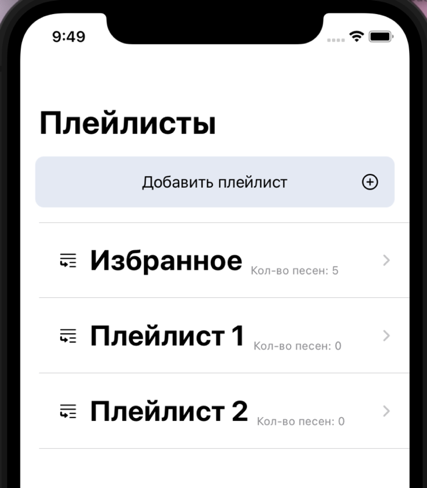 9:49
Плейлисты
Добавить плейлист
Избранное Кол-во песен: 5
Плейлист 1 Кол-во песен: 0
Плейлист 2 Кол-во песен: 0